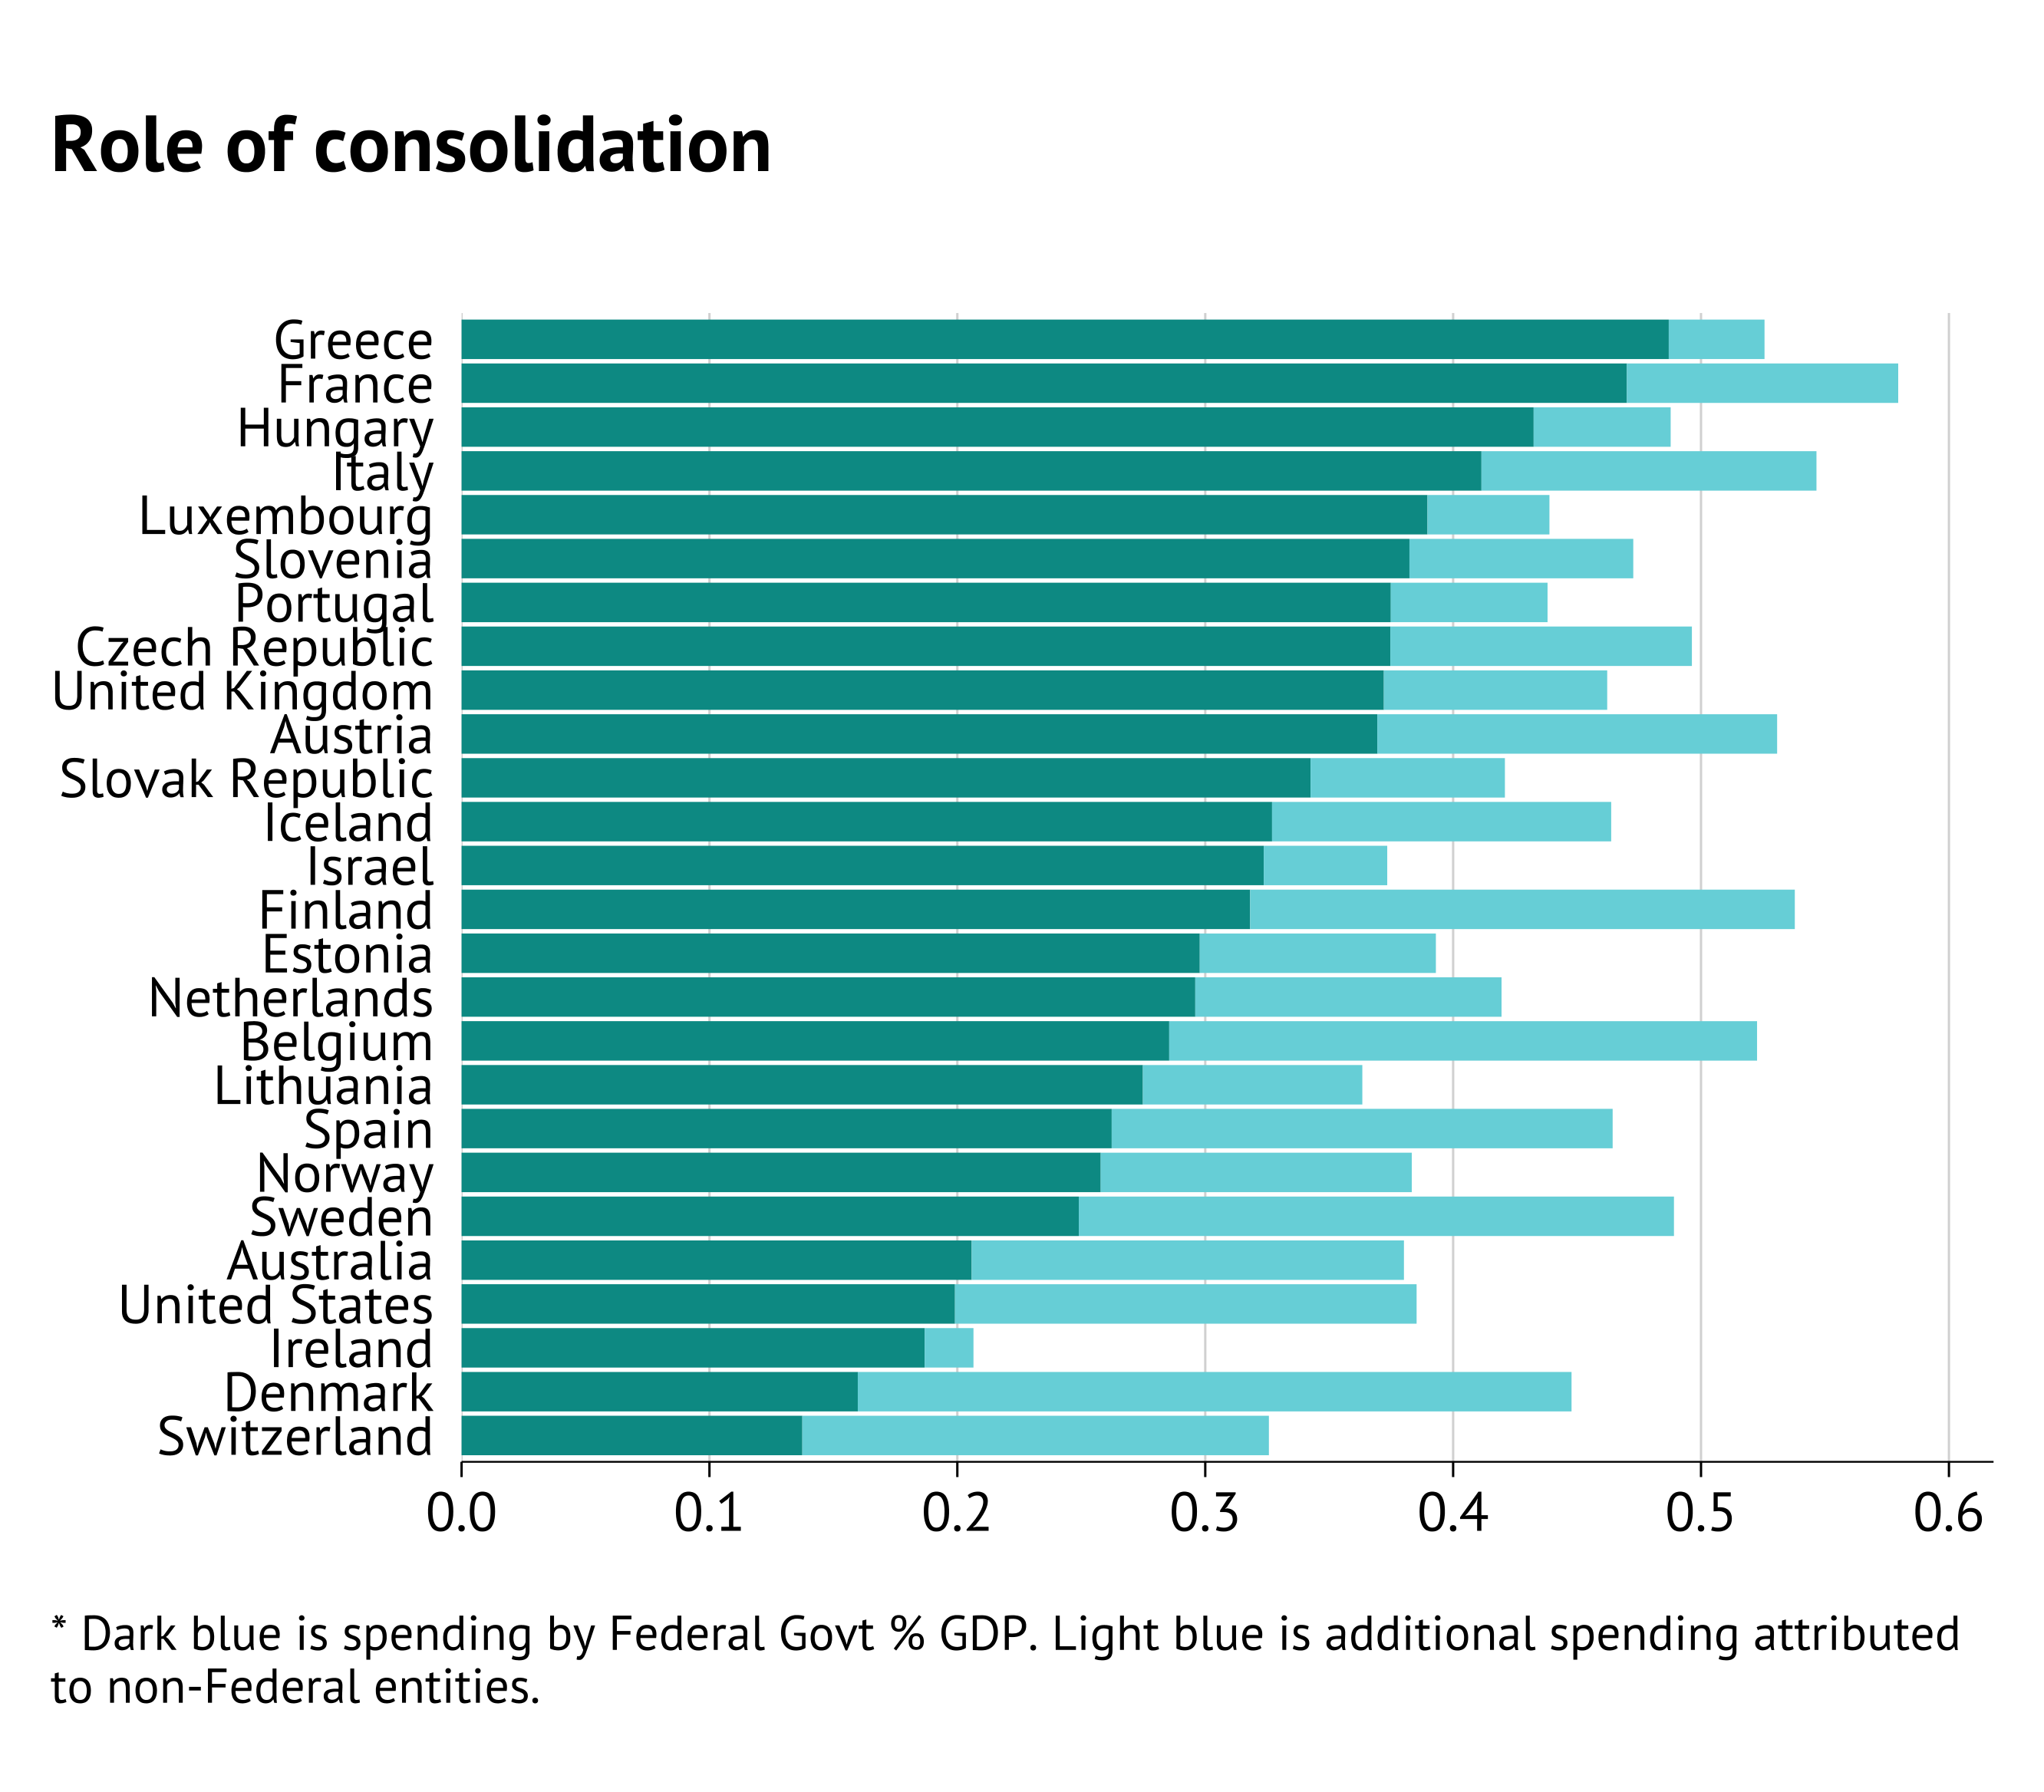 Role of consolidation
Greece
France
Hungary
Italy
Luxembourg
Slovenia
Portugal
Czech Republic
United Kingdom
Austria
Slovak Republic
Iceland
Israel
Finland
Estonia
Netherlands
Belgium
Lithuania
Spain
Norway
Sweden
Australia
United States
Ireland
Denmark
Switzerland
0.0 0.1 0.2 0.3 0.4 0.5 0.6
* Dark blue is spending by Federal Govt % GDP. Light blue is additional spending attributed
to non-Federal entities.